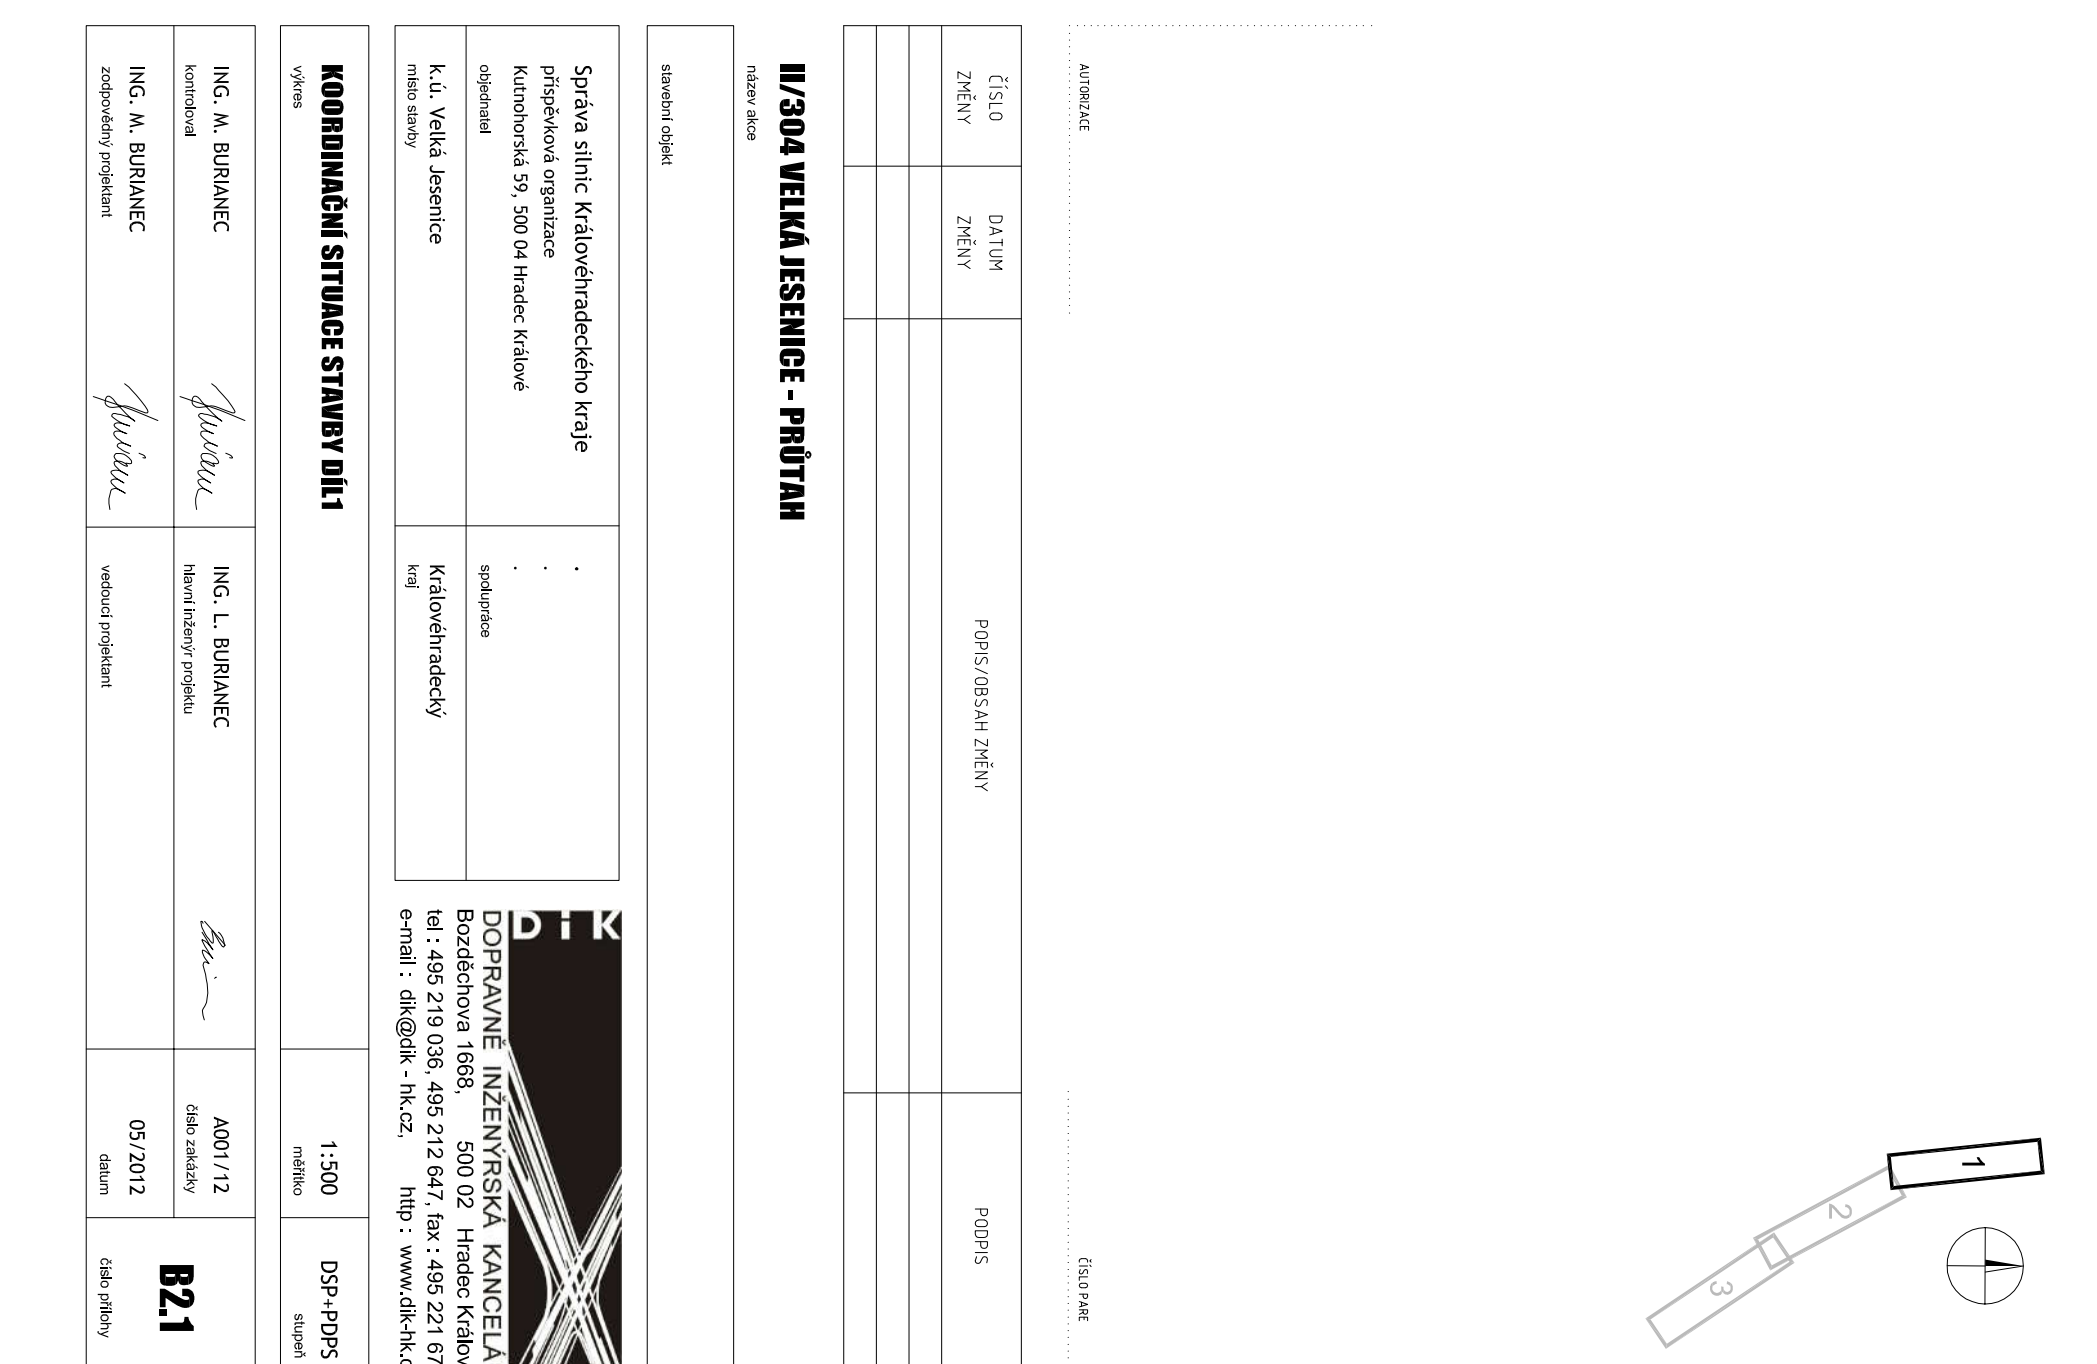 AUTORIZACE
ČÍSLO PARE
ČÍSLO
ZMĚNY
DATUM
ZMĚNY
POPIS/OBSAH ZMĚNY
PODPIS
II/304 VELKÁ JESENICE - PRŮTAH
název akce
stavební objekt
Správa silnic Královéhradeckého kraje
příspěvková organizace
Kutnohorská 59, 500 04 Hradec Králové
objednatel
.
.
.
spolupráce
k.ú. Velká Jesenice
místo stavby
Královéhradecký
kraj
DiK
DOPRAVNĚ INŽENÝRSKÁ KANCELÁ
Bozděchova 1668, 500 02 Hradec Králov
tel : 495 219 036, 495 212 647, fax : 495 221 67
e-mail : dik@dik - hk.cz, http : www.dik-hk.c
KOORDINAČNÍ SITUACE STAVBY DÍL1
výkres
1:500
měřítko
DSP+PDPS
stupeň
ING. M. BURIANEC
kontroloval
ING. L. BURIANEC
hlavní inženýr projektu
A001/12
číslo zakázky
ING. M. BURIANEC
zodpovědný projektant
vedoucí projektant
05/2012
datum
B2.1
číslo přílohy
1
2
3